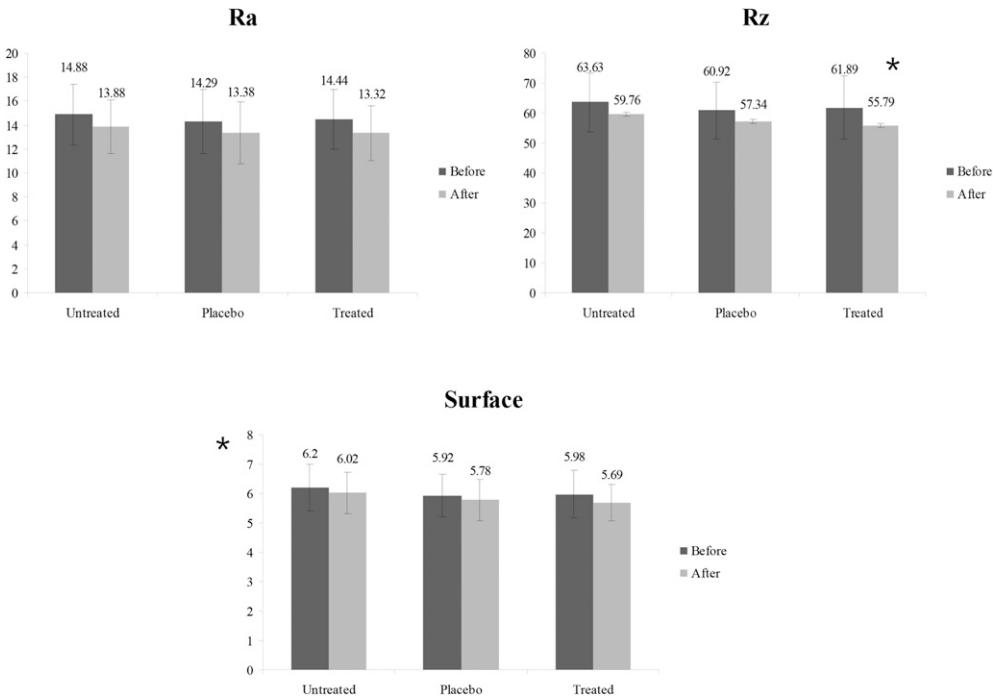 Ra
20
18
16
14
12
10
8
6
4
2
0
14.88
13.88
14.29
13.38
14.44
13.32
Untreated
Placebo
Treated
Before
After
Rz
80
70
60
50
40
30
20
10
0
63.63
59.76
60.92
57.34
61.89
55.79
*
Untreated
Placebo
Treated
Before
After
Surface
*
8
7
6
5
4
3
2
1
0
6.2
6.02
5.92
5.78
5.98
5.69
Untreated
Placebo
Treated
Before
After